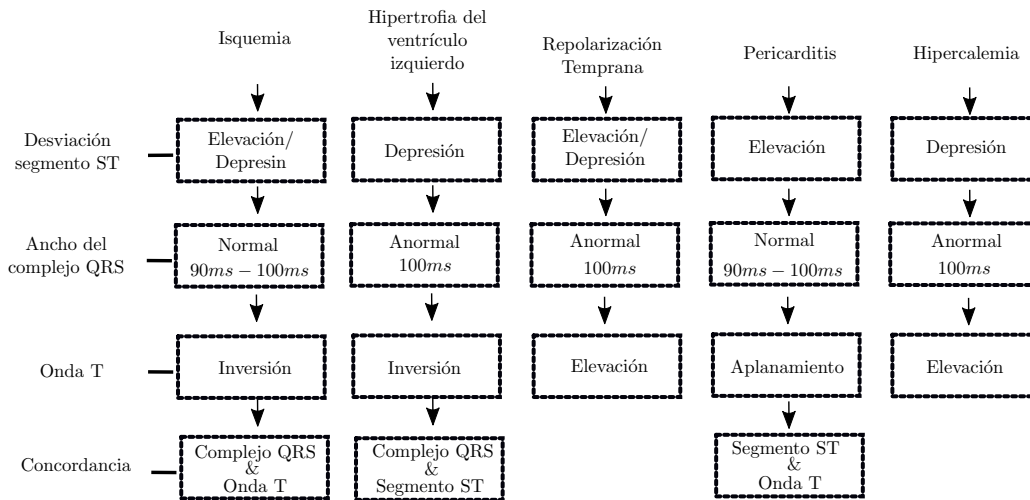 Isquemia
Hipertrofia del
ventrículo
izquierdo
Repolarización
Temprana
Pericarditis
Hipercalemia
Desviación
segmento ST
Elevación/
Depresin
Depresión
Elevación/
Depresión
Elevación
Depresión
Ancho del
complejo QRS
Normal
90ms − 100ms
Anormal
100ms
Anormal
100ms
Normal
90ms − 100ms
Anormal
100ms
Onda T
Inversión
Inversión
Elevación
Aplanamiento
Elevación
Concordancia
Complejo QRS
&
Onda T
Complejo QRS
&
Segmento ST
Segmento ST
&
Onda T